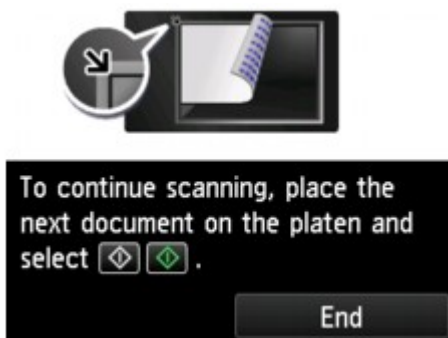 To continue scanning, place the
next document on the platen and
select .
End